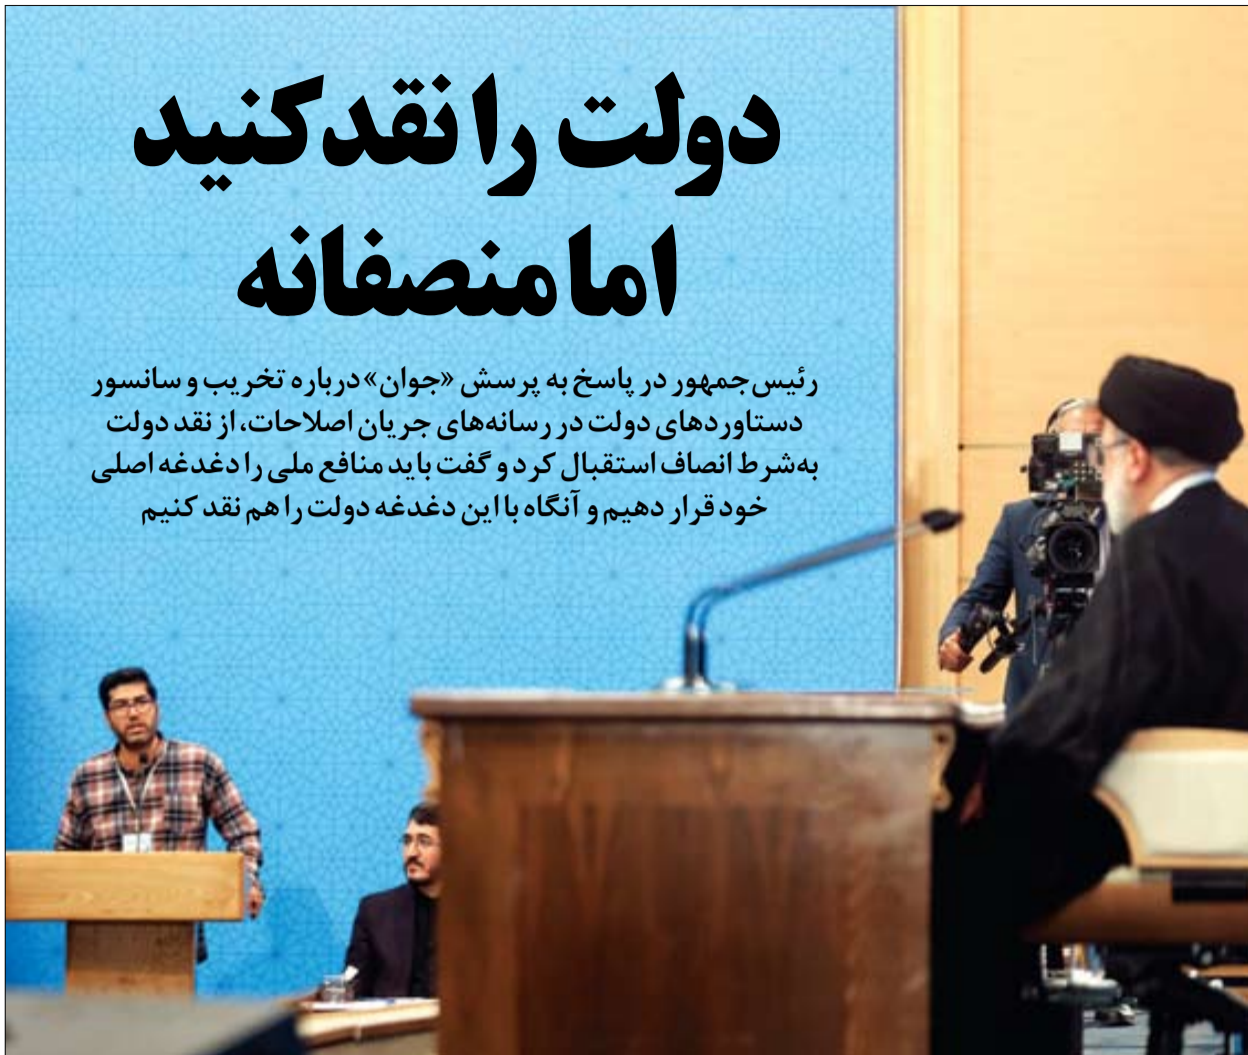 دولت را نقد کنید
اما منصفانه
رئیس‌جمهور در پاسخ به پرسش «جوان» درباره تخریب و سانسور
دستاوردهای دولت در رسانه‌های جریان اصلاحات، از نقد دولت
به‌شرط انصاف استقبال کرد و گفت باید منافع ملی را دغدغه اصلی
خود قرار دهیم و آنگاه با این دغدغه دولت را هم نقد کنیم